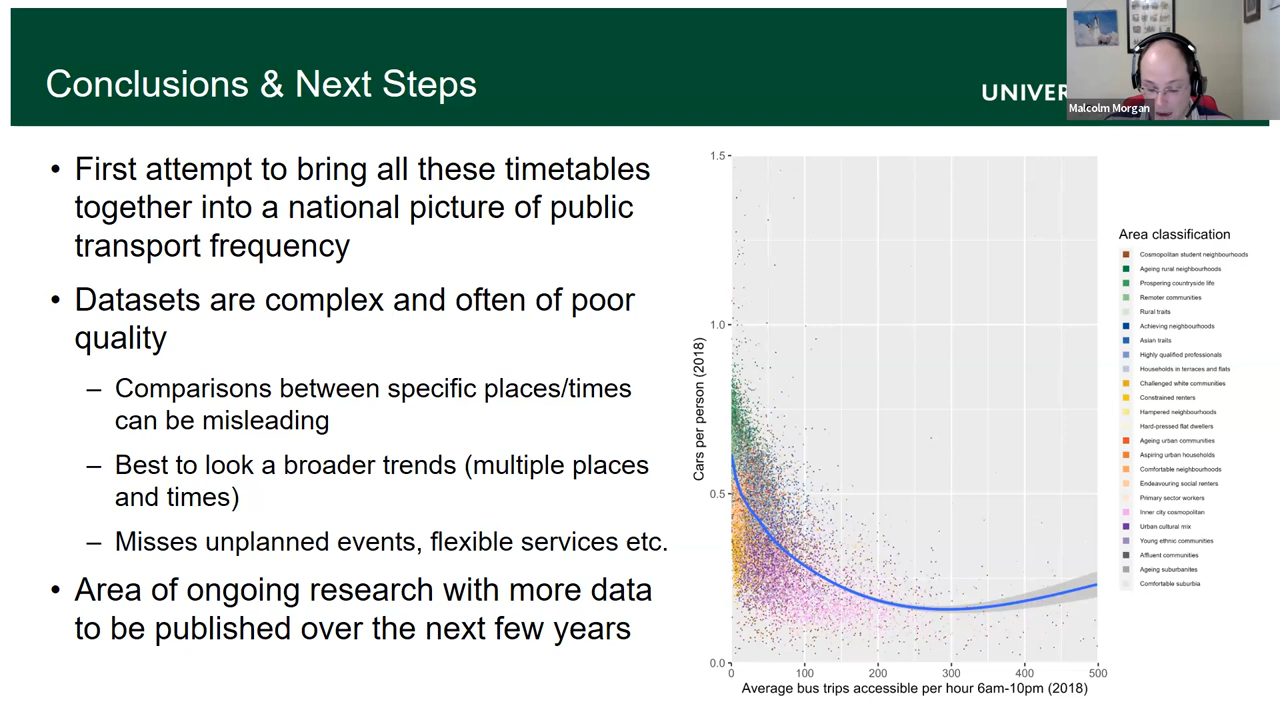 Conclusions & Next Steps
UNIVER
Malcolm Morgan
• First attempt to bring all these timetables
together into a national picture of public
transport frequency
• Datasets are complex and often of poor
quality
– Comparisons between specific places/times
can be misleading
– Best to look a broader trends (multiple places
and times)
– Misses unplanned events, flexible services etc.
• Area of ongoing research with more data
to be published over the next few years
1.5
1.0
0.5
0.0
Cars per person (2018)
0 100 200 300 400 500
Average bus trips accessible per hour 6am-10pm (2018)
Area classification
Cosmopolitan student neighbourhoods
Ageing rural neighbourhoods
Prospering countryside life
Remoter communities
Rural traits
Achieving neighbourhoods
Asian traits
Highly qualified professionals
Households in terraces and flats
Challenged white communities
Constrained renters
Hampered neighbourhoods
Hard-pressed flat dwellers
Ageing urban communities
Aspiring urban households
Comfortable neighbourhoods
Endeavouring social renters
Primary sector workers
Inner city cosmopolitan
Urban cultural mix
Young ethnic communities
Affluent communities
Ageing suburbanites
Comfortable suburbia